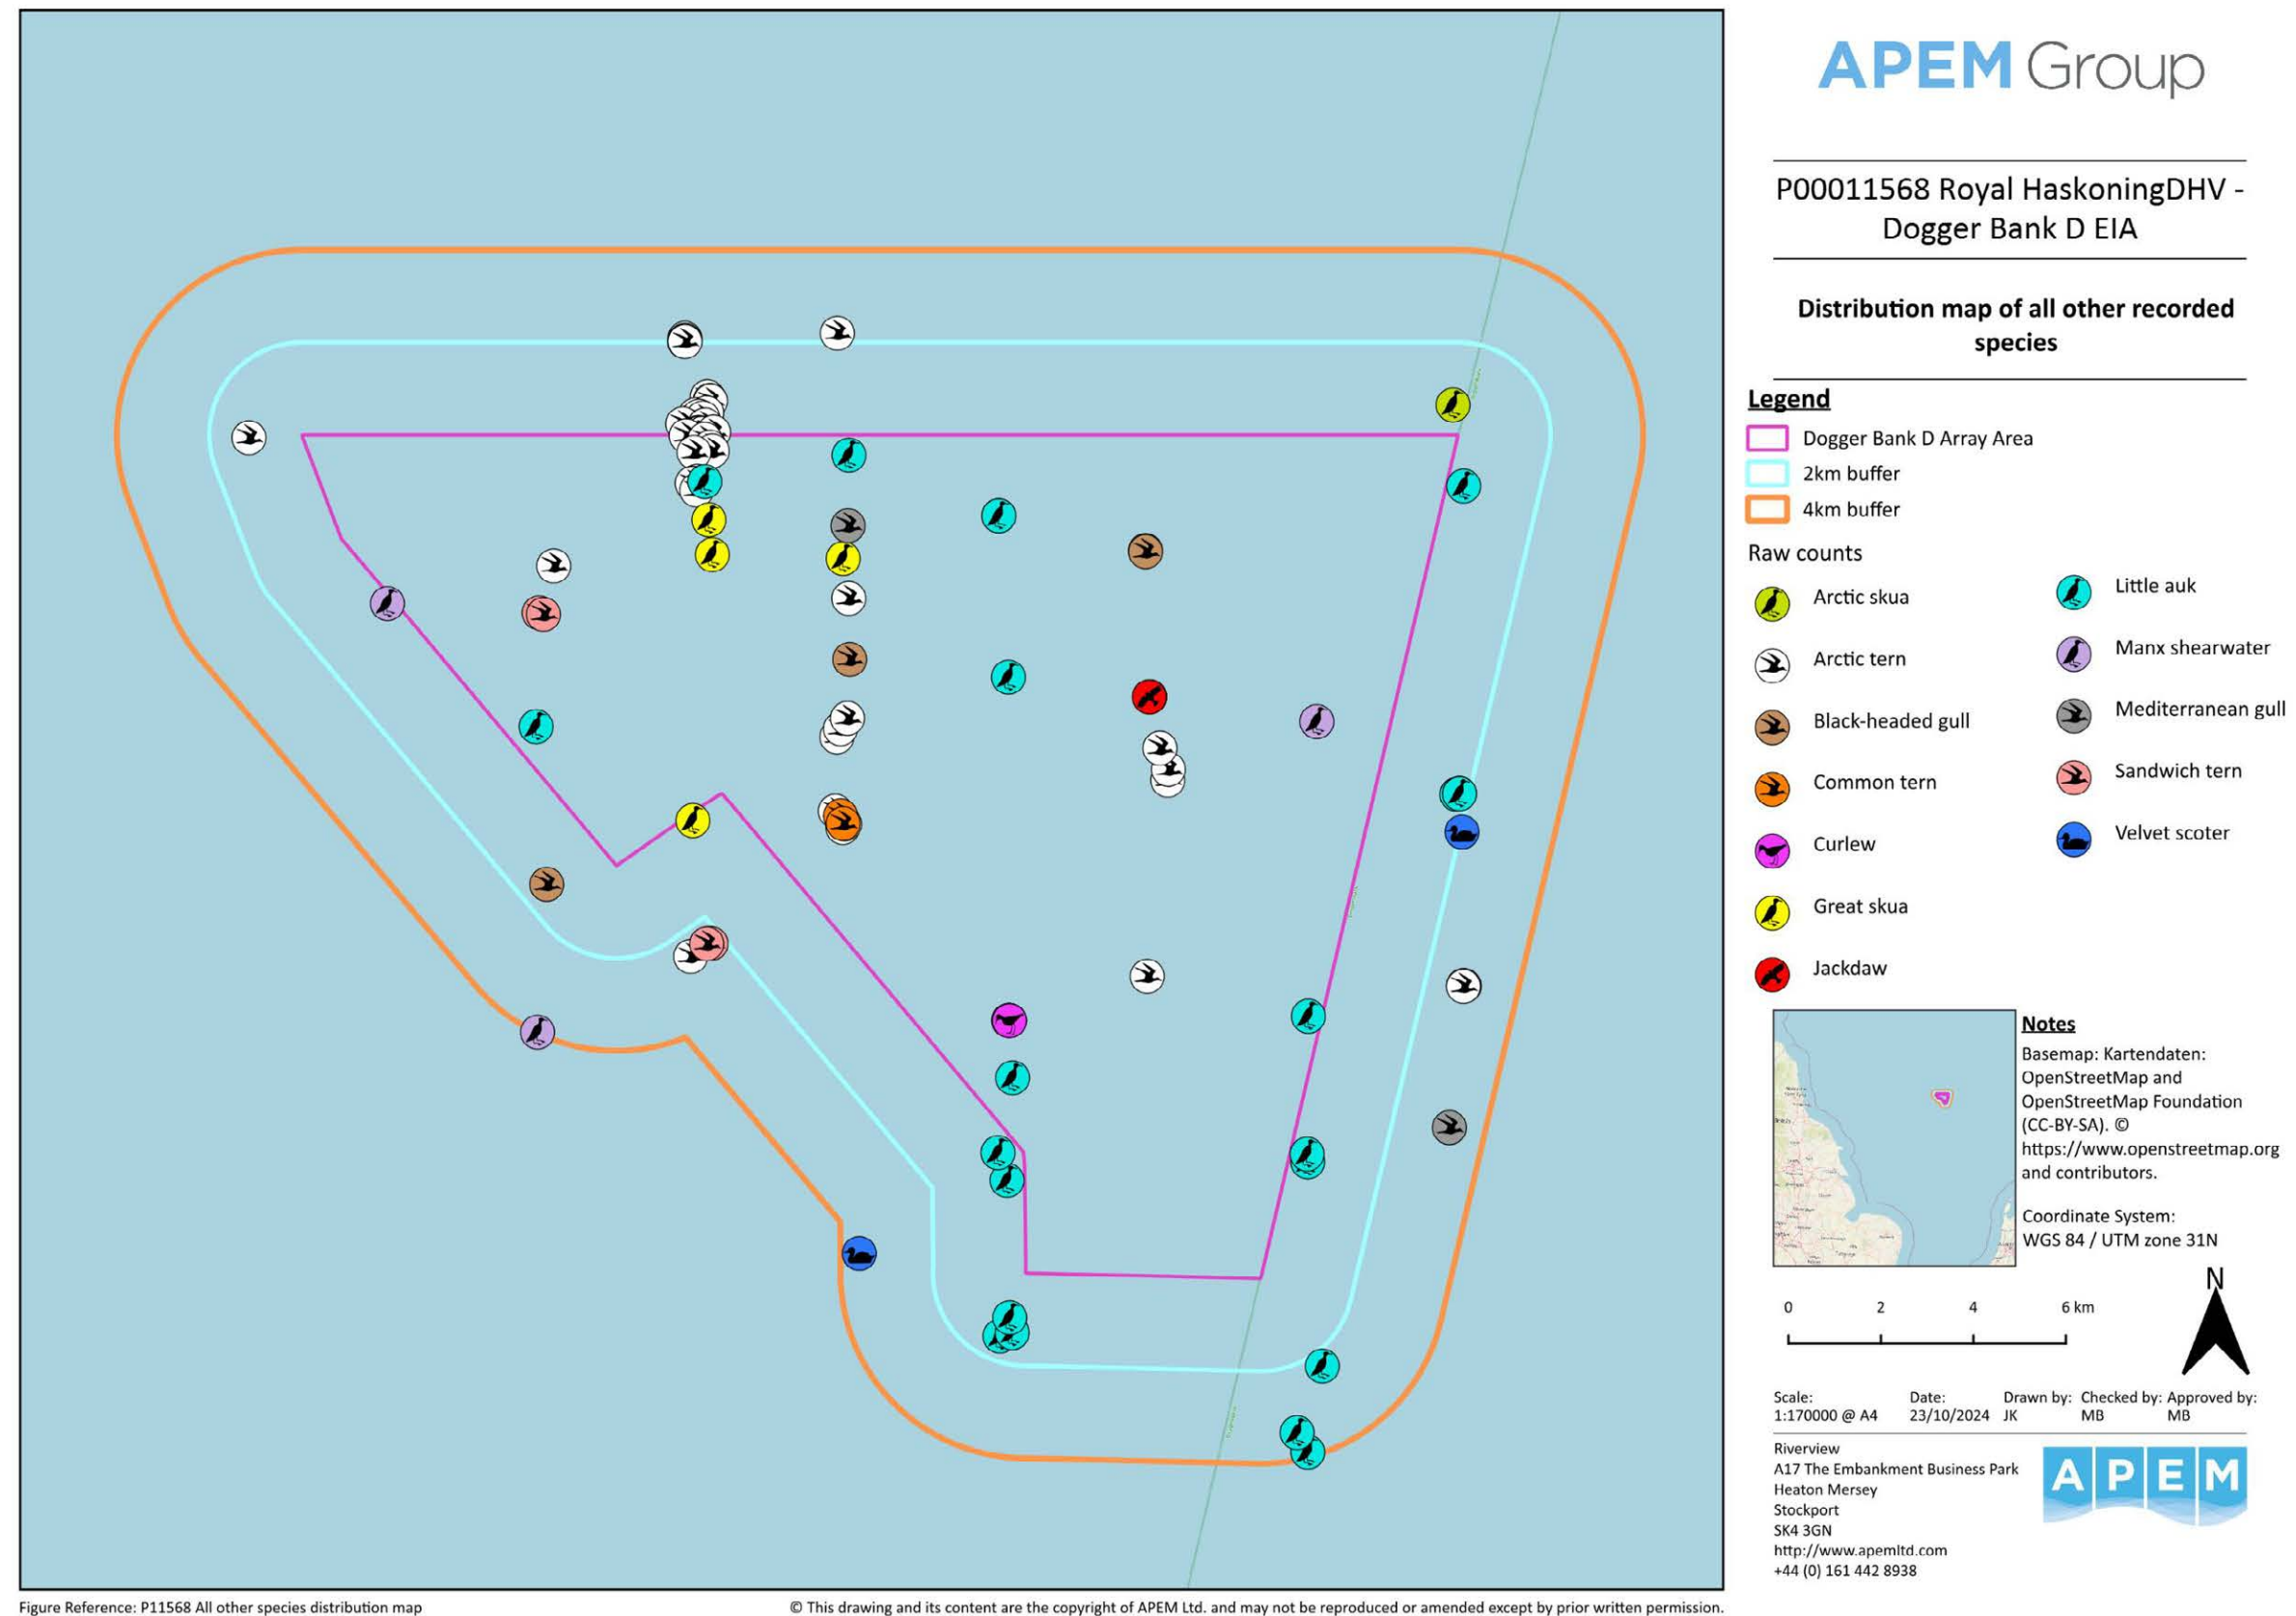 APEM Group
P00011568 Royal HaskoningDHV -
Dogger Bank D EIA
Distribution map of all other recorded
species
Legend
Dogger Bank D Array Area
2km buffer
4km buffer
Raw counts
Arctic skua
Arctic tern
Black-headed gull
Common tern
Curlew
Great skua
Jackdaw
Little auk
Manx shearwater
Mediterranean gull
Sandwich tern
Velvet scoter
Notes
Basemap: Kartendaten:
OpenStreetMap and
OpenStreetMap Foundation
(CC-BY-SA). ©
https://www.openstreetmap.org
and contributors.
Coordinate System:
WGS 84 / UTM zone 31N
N
0 2 4 6 km
Scale: Date: Drawn by: Checked by: Approved by:
1:170000 @ A4 23/10/2024 JK MB MB
Riverview
A17 The Embankment Business Park
Heaton Mersey
Stockport
SK4 3GN
http://www.apemltd.com
+44 (0) 161 442 8938
APEM
Figure Reference: P11568 All other species distribution map
© This drawing and its content are the copyright of APEM Ltd. and may not be reproduced or amended except by prior written permission.